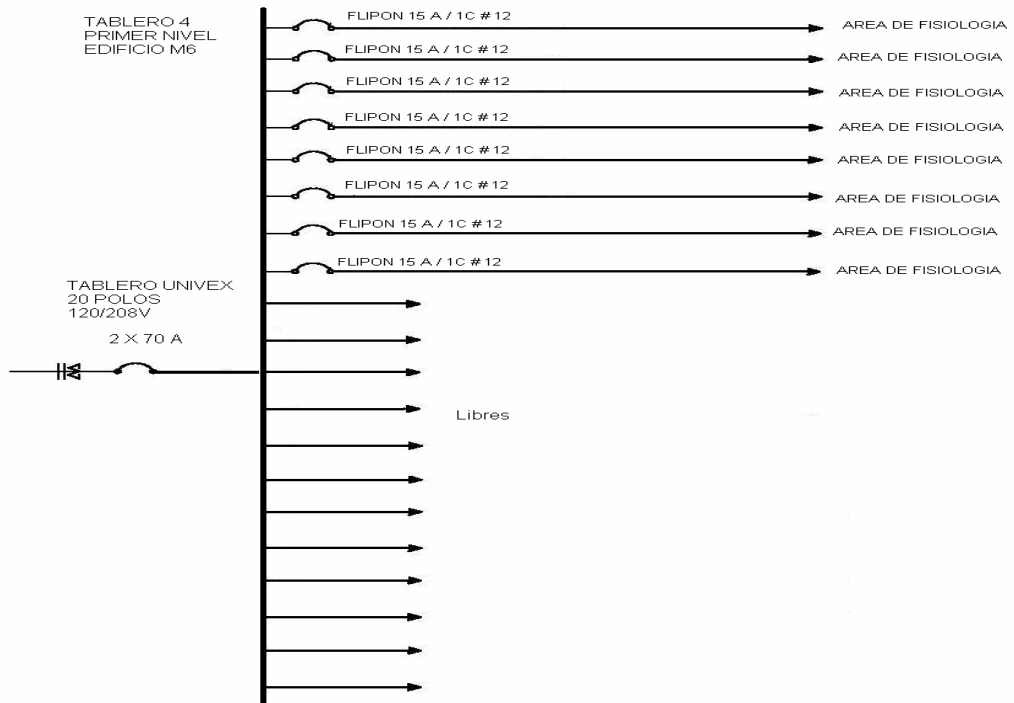 TABLERO 4
PRIMER NIVEL
EDIFICIO M6
FLIPON 15 A / 1C #12
AREA DE FISIOLOGIA
FLIPON 15 A / 1C #12
AREA DE FISIOLOGIA
FLIPON 15 A / 1C #12
AREA DE FISIOLOGIA
FLIPON 15 A / 1C #12
AREA DE FISIOLOGIA
FLIPON 15 A / 1C #12
AREA DE FISIOLOGIA
FLIPON 15 A / 1C #12
AREA DE FISIOLOGIA
FLIPON 15 A / 1C #12
AREA DE FISIOLOGIA
FLIPON 15 A / 1C #12
AREA DE FISIOLOGIA
TABLERO UNIVEX
20 POLOS
120/208V
2 X 70 A
Libres